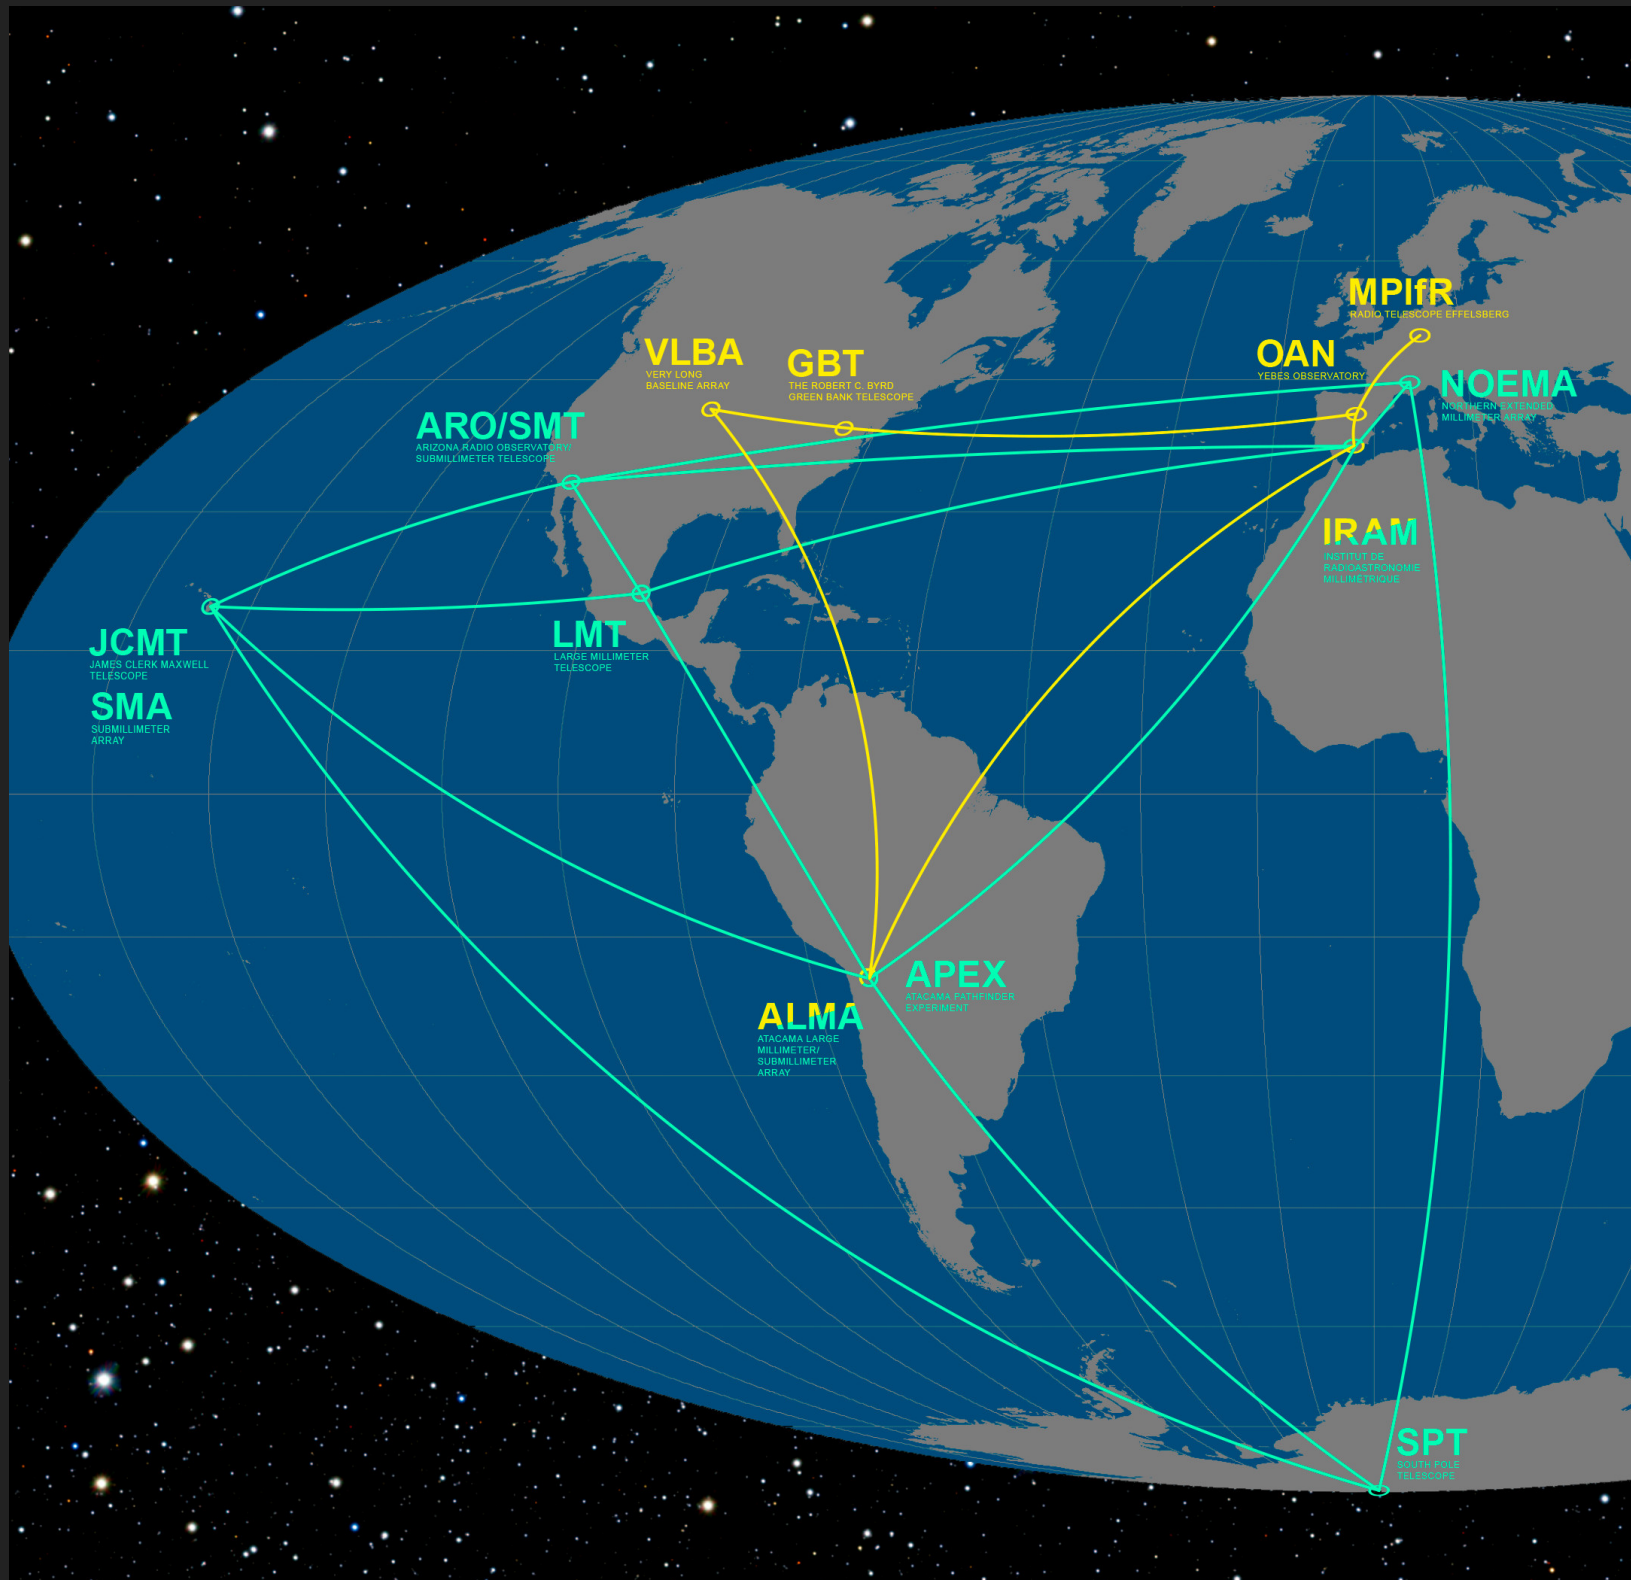 MPIfR
RADIO TELESCOPE EFFELSBERG
VLBA
VERY LONG
BASELINE ARRAY
GBT
THE ROBERT C. BYRD
GREEN BANK TELESCOPE
OAN
YEBES OBSERVATORY
NOEMA
NORTHERN EXTENDED
MILLIMETER ARRAY
ARO/SMT
ARIZONA RADIO OBSERVATORY/
SUBMILLIMETER TELESCOPE
IRAM
INSTITUT DE
RADIOASTRONOMIE
MILLIMÉTRIQUE
JCMT
JAMES CLERK MAXWELL
TELESCOPE
SMA
SUBMILLIMETER
ARRAY
LMT
LARGE MILLIMETER
TELESCOPE
APEX
ATACAMA PATHFINDER
EXPERIMENT
ALMA
ATACAMA LARGE
MILLIMETER/
SUBMILLIMETER
ARRAY
SPT
SOUTH POLE
TELESCOPE